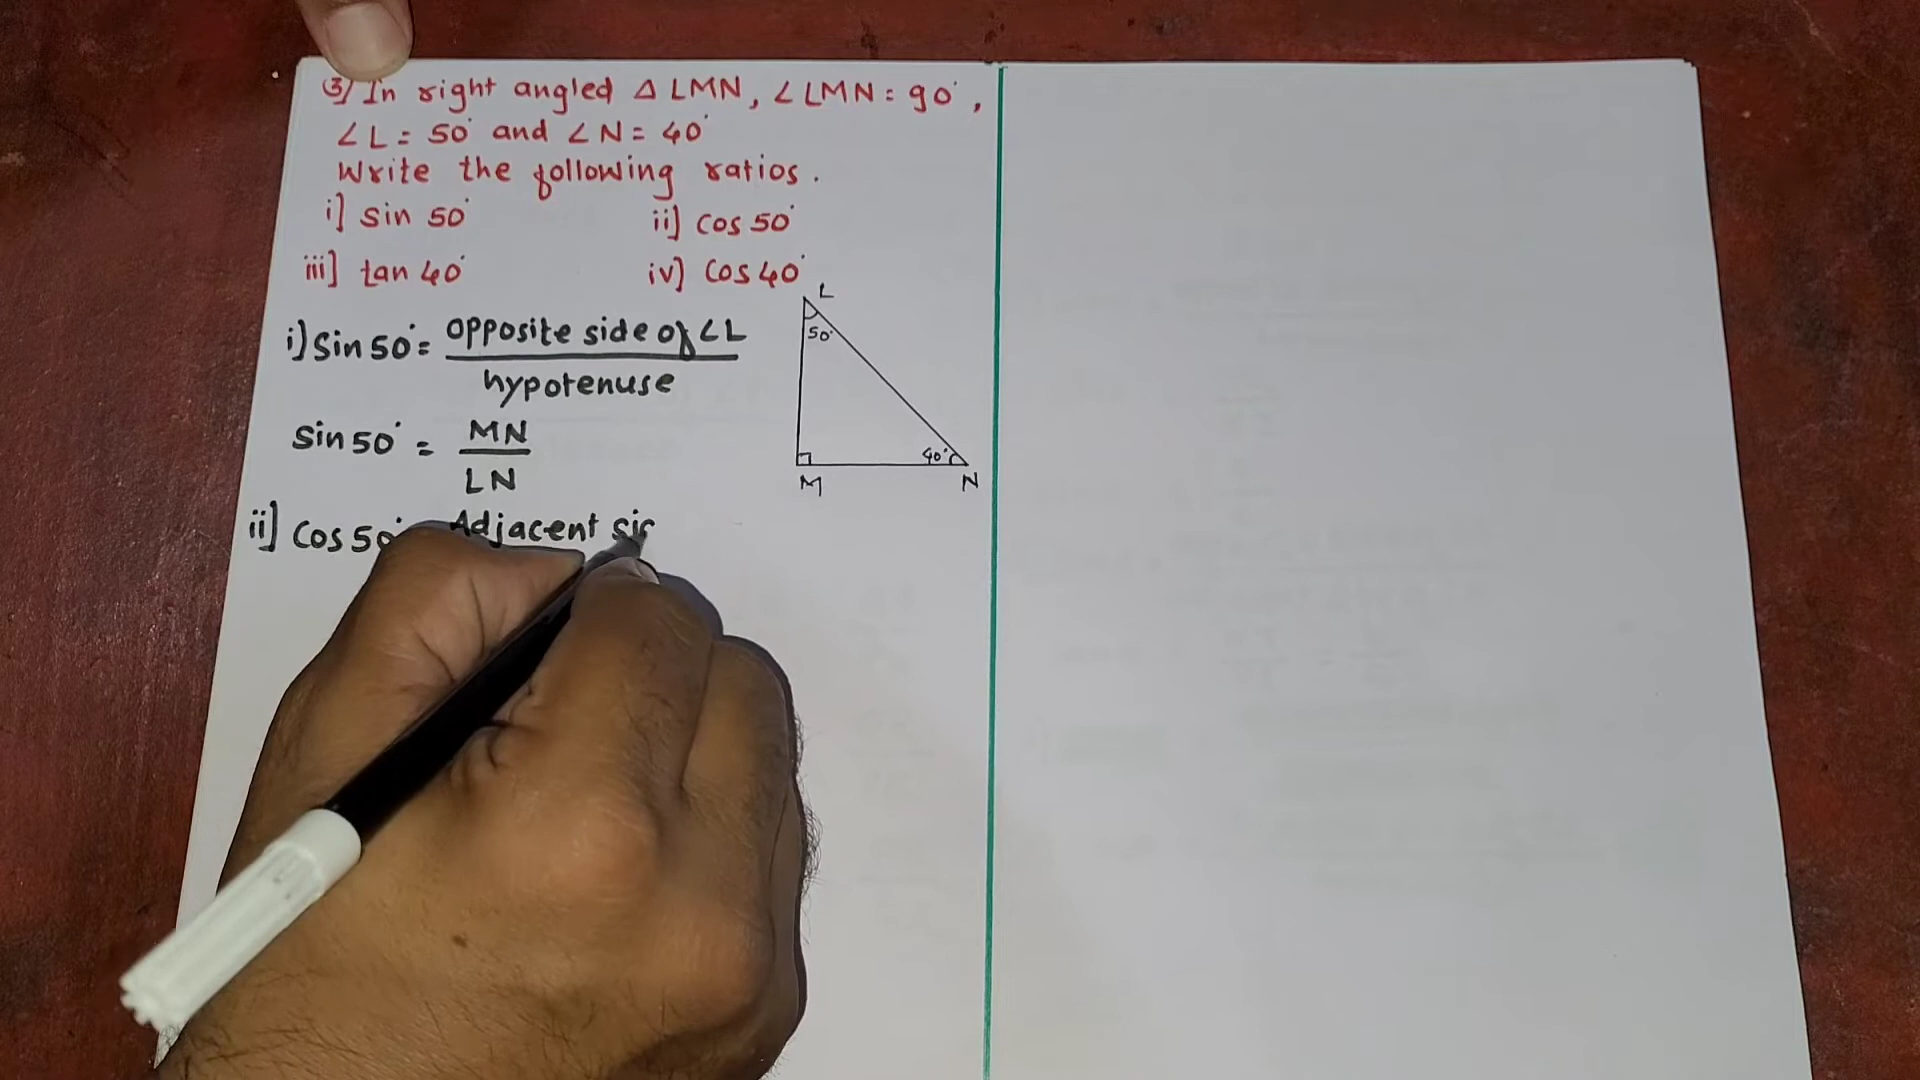 3) In right angled Δ LMN, ∠LMN = 90°,
∠L = 50° and ∠N = 40°
Write the following ratios.
i] sin 50° ii] cos 50°
iii] tan 40° iv] cos 40°
i) Sin 50° = opposite side of ∠L
hypotenuse
sin 50° = MN
LN
ii] Cos 50° Adjacent
L
50°
40°
M N